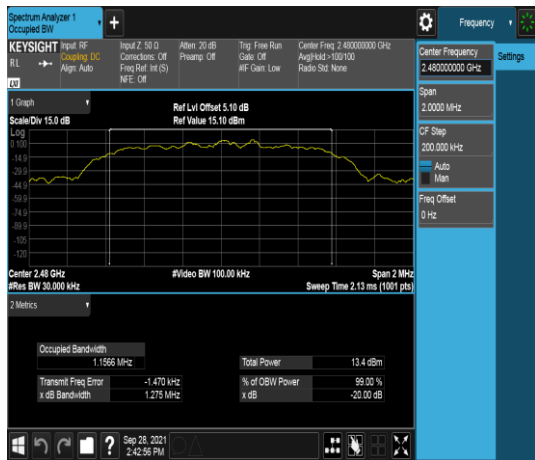 Spectrum Analyzer 1
Occupied BW
+
Frequency
KEYSIGHT
Input: RF
Input Z: 50 Ω
Atten: 20 dB
Trig: Free Run
Center Freq: 2.480000000 GHz
RL
Coupling: DC
Corrections: Off
Preamp: Off
Gate: Off
Avg|Hold:>100/100
Align: Auto
Freq Ref: Int (S)
#IF Gain: Low
Radio Std: None
NFE: Off
LXI
1 Graph
Ref Lvl Offset 5.10 dB
Scale/Div 15.0 dB
Ref Value 15.10 dBm
Log
0.100
-14.9
-29.9
-44.9
-59.9
-74.9
-89.9
-105
-120
Center 2.48 GHz
#Video BW 100.00 kHz
Span 2 MHz
#Res BW 30.000 kHz
Sweep Time 2.13 ms (1001 pts)
2 Metrics
Occupied Bandwidth
1.1566 MHz
Total Power
13.4 dBm
Transmit Freq Error
-1.470 kHz
% of OBW Power
99.00 %
x dB Bandwidth
1.275 MHz
x dB
-20.00 dB
Center Frequency
2.480000000 GHz
Settings
Span
2.0000 MHz
CF Step
200.000 kHz
Auto
Man
Freq Offset
0 Hz
?
Sep 28, 2021
2:42:56 PM